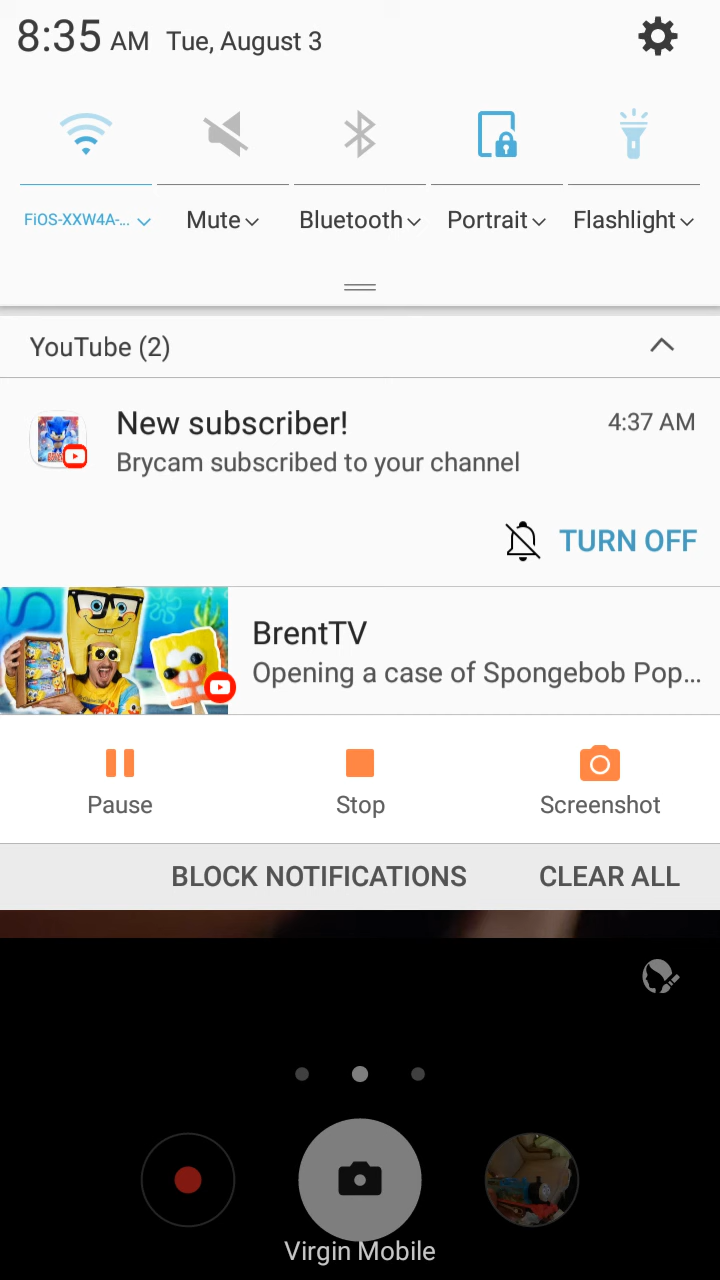 8:35 AM Tue, August 3
FiOS-XXW4A-... Mute Bluetooth Portrait Flashlight
YouTube (2)
New subscriber! 4:37 AM
Brycam subscribed to your channel
TURN OFF
BrentTV
Opening a case of Spongebob Pop...
Pause Stop Screenshot
BLOCK NOTIFICATIONS CLEAR ALL
Virgin Mobile